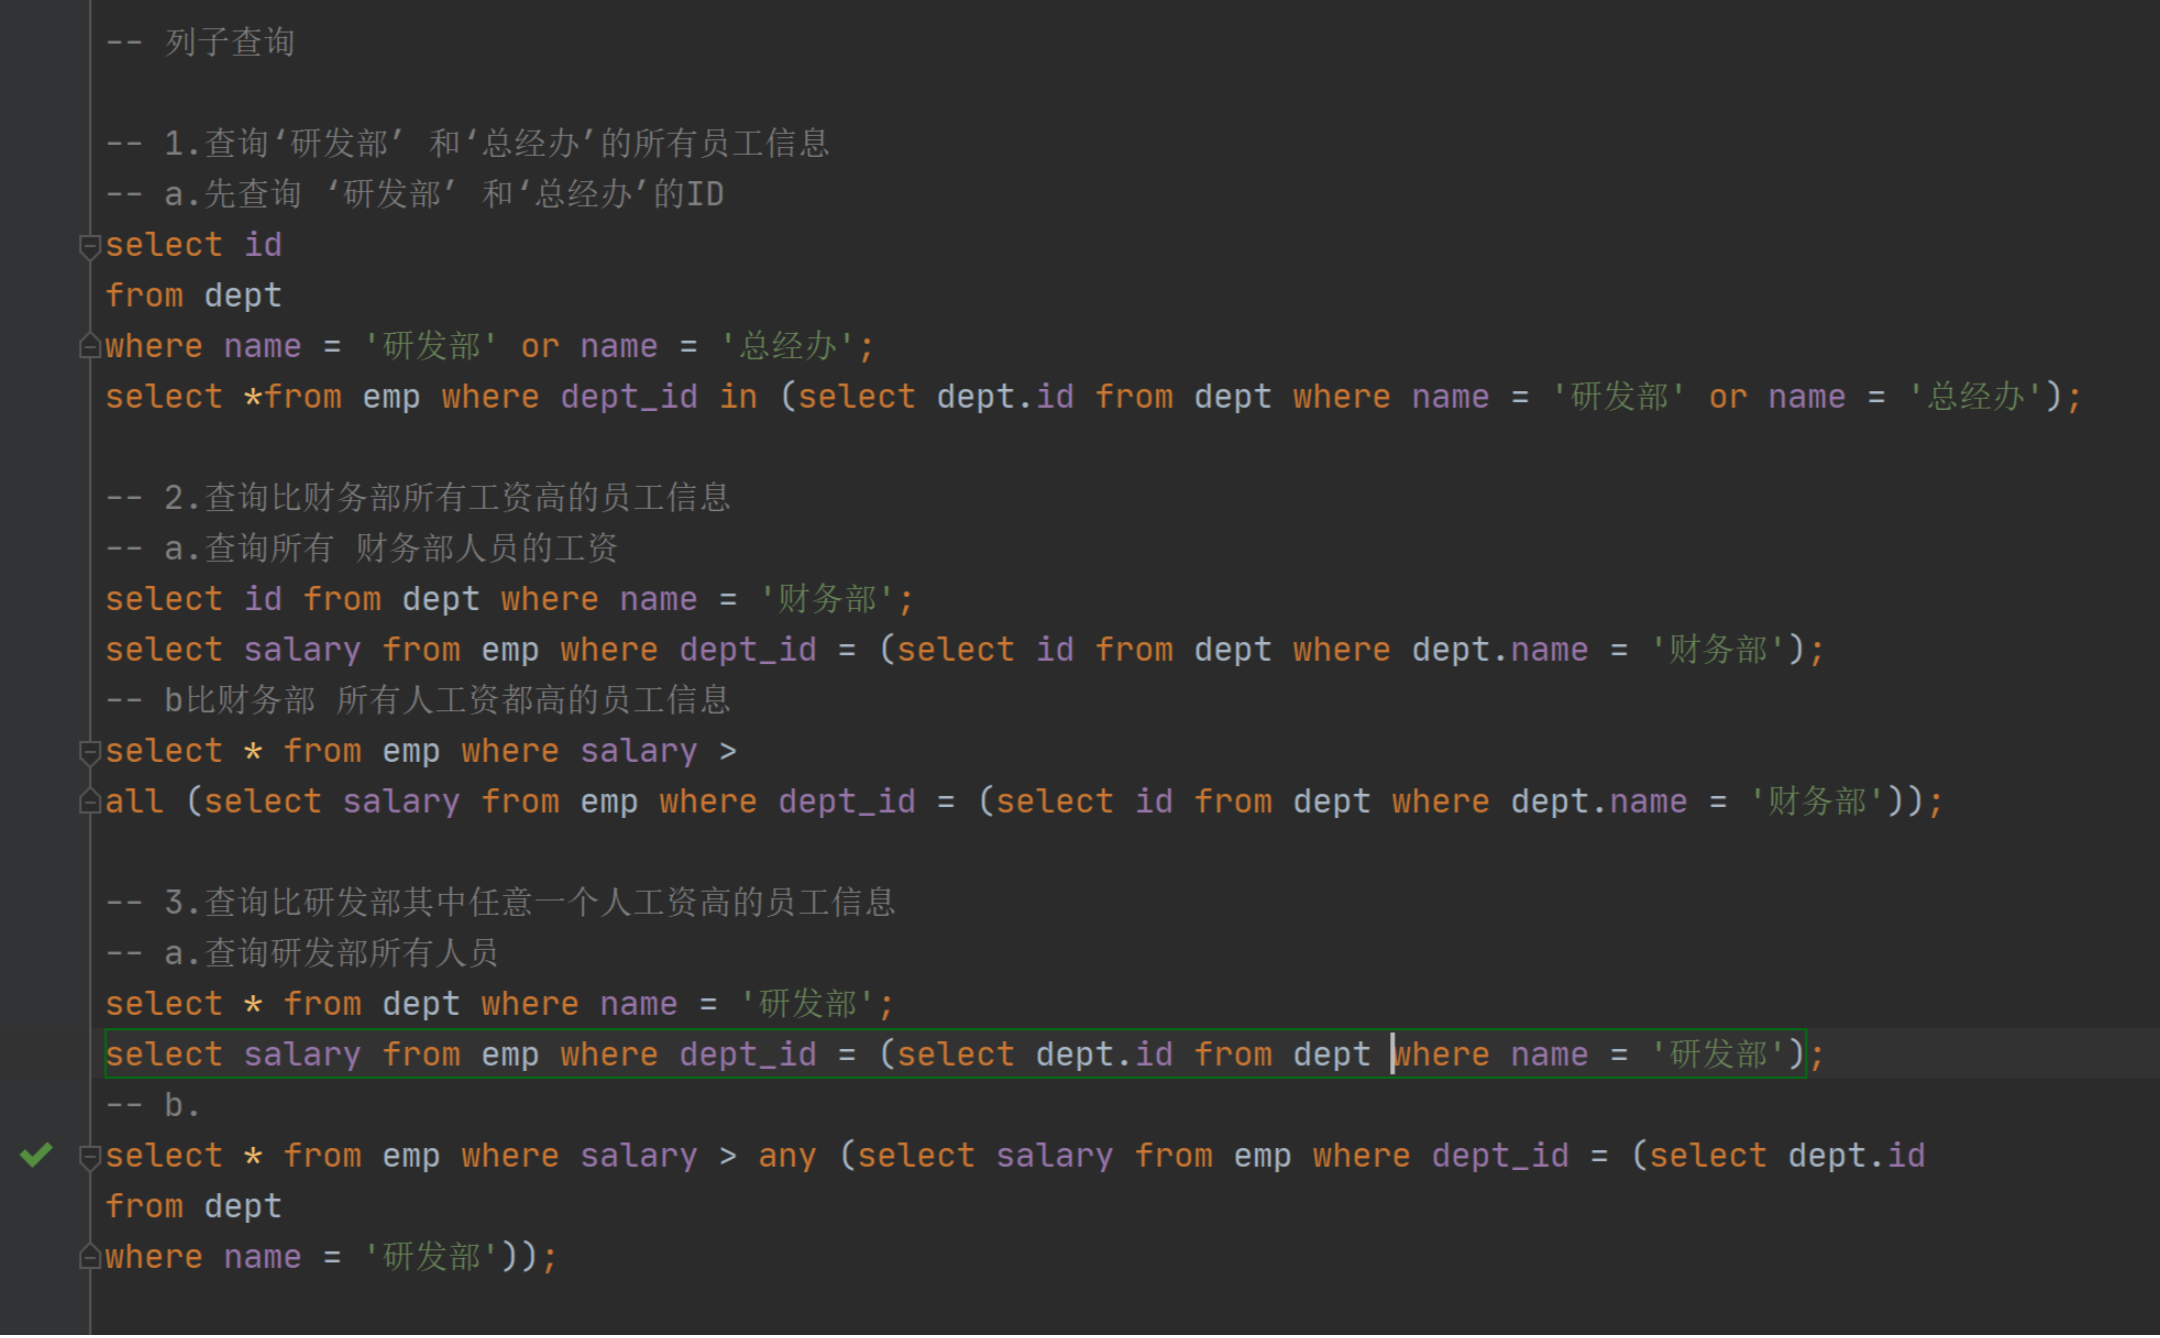 -- 列子查询
-- 1.查询‘研发部’ 和‘总经办’的所有员工信息
-- a.先查询 ‘研发部’ 和‘总经办’的ID
select id
from dept
where name = '研发部' or name = '总经办';
select *from emp where dept_id in (select dept.id from dept where name = '研发部' or name = '总经办');
-- 2.查询比财务部所有工资高的员工信息
-- a.查询所有 财务部人员的工资
select id from dept where name = '财务部';
select salary from emp where dept_id = (select id from dept where dept.name = '财务部');
-- b比财务部 所有人工资都高的员工信息
select * from emp where salary >
all (select salary from emp where dept_id = (select id from dept where dept.name = '财务部'));
-- 3.查询比研发部其中任意一个人工资高的员工信息
-- a.查询研发部所有人员
select * from dept where name = '研发部';
select salary from emp where dept_id = (select dept.id from dept where name = '研发部');
-- b.
select * from emp where salary > any (select salary from emp where dept_id = (select dept.id
from dept
where name = '研发部'));